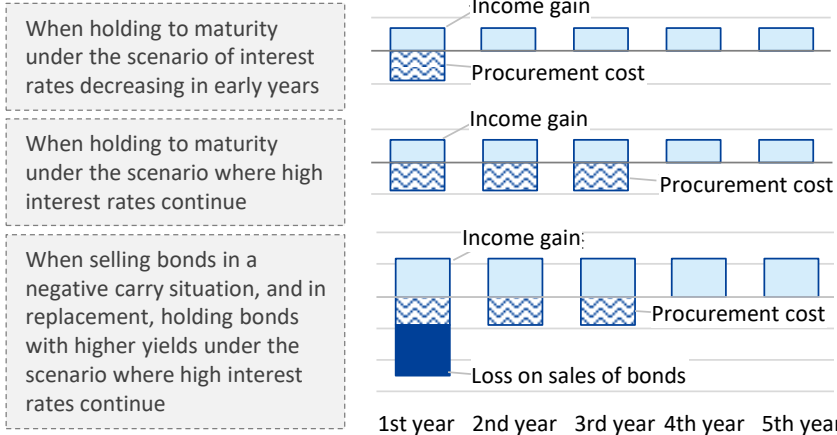 When holding to maturity
under the scenario of interest
rates decreasing in early years
Income gain
Procurement cost
When holding to maturity
under the scenario where high
interest rates continue
Income gain
Procurement cost
When selling bonds in a
negative carry situation, and in
replacement, holding bonds
with higher yields under the
scenario where high interest
rates continue
Income gain
Procurement cost
Loss on sales of bonds
1st year 2nd year 3rd year 4th year 5th year